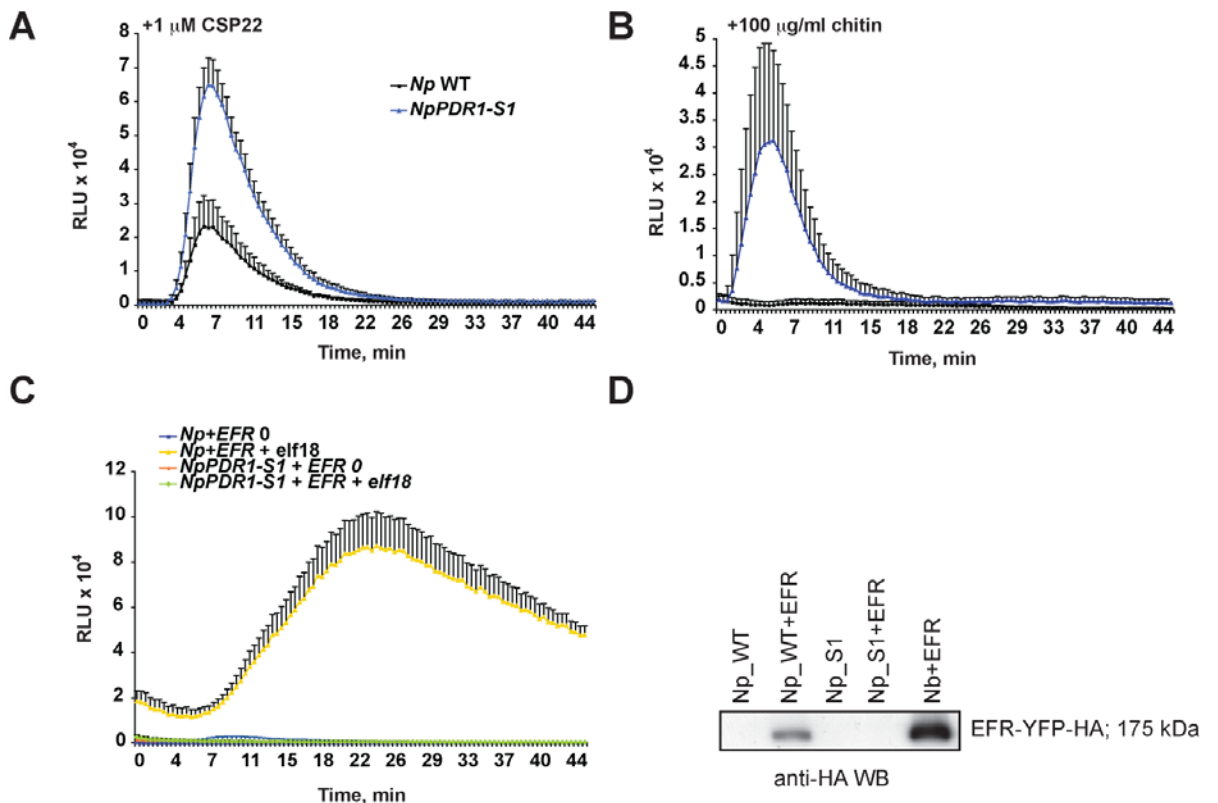 A
+1 μM CSP22
8
7
6
5
4
3
2
1
0
RLU x 10⁴
Np WT
NpPDR1-S1
0 4 7 11 15 18 22 26 29 33 37 40 44
Time, min
B
+100 μg/ml chitin
5
4.5
4
3.5
3
2.5
2
1.5
1
0.5
0
RLU x 10⁴
0 4 7 11 15 18 22 26 29 33 37 40 44
Time, min
C
Np+EFR 0
Np+EFR + elf18
NpPDR1-S1 + EFR 0
NpPDR1-S1 + EFR + elf18
12
10
8
6
4
2
0
RLU x 10⁴
0 4 7 11 15 18 22 26 29 33 37 40 44
Time, min
D
Np_WT
Np_WT+EFR
Np_S1
Np_S1+EFR
Nb+EFR
EFR-YFP-HA; 175 kDa
anti-HA WB